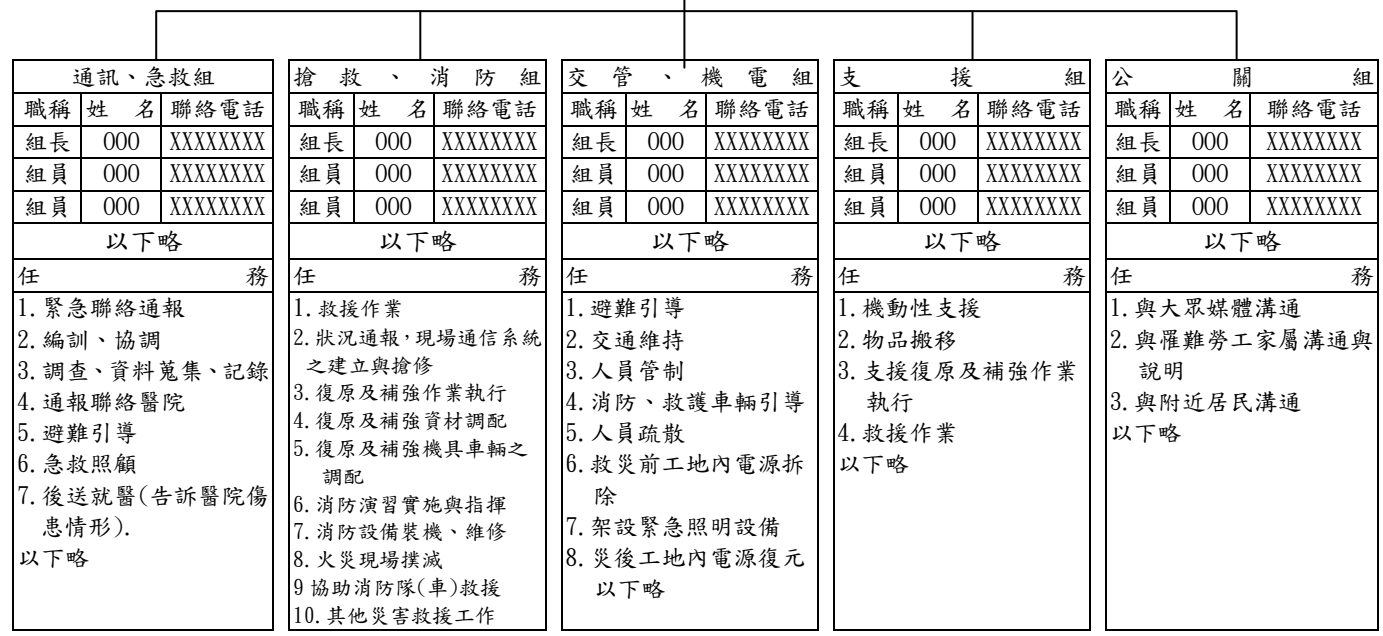 通訊、急救組
職稱 姓名 聯絡電話
組長 000 XXXXXXXX
組員 000 XXXXXXXX
組員 000 XXXXXXXX
以下略
任務
1.緊急聯絡通報
2.編訓、協調
3.調查、資料蒐集、記錄
4.通報聯絡醫院
5.避難引導
6.急救照顧
7.後送就醫(告訴醫院傷
患情形).
以下略
搶救、消防組
職稱 姓名 聯絡電話
組長 000 XXXXXXXX
組員 000 XXXXXXXX
組員 000 XXXXXXXX
以下略
任務
1.救援作業
2.狀況通報,現場通信系統
之建立與搶修
3.復原及補強作業執行
4.復原及補強資材調配
5.復原及補強機具車輛之
調配
6.消防演習實施與指揮
7.消防設備裝機、維修
8.火災現場撲滅
9 協助消防隊(車)救援
10.其他災害救援工作
交管、機電組
職稱 姓名 聯絡電話
組長 000 XXXXXXXX
組員 000 XXXXXXXX
組員 000 XXXXXXXX
以下略
任務
1.避難引導
2.交通維持
3.人員管制
4.消防、救護車輛引導
5.人員疏散
6.救災前工地內電源拆
除
7.架設緊急照明設備
8.災後工地內電源復元
以下略
支援組
職稱 姓名 聯絡電話
組長 000 XXXXXXXX
組員 000 XXXXXXXX
組員 000 XXXXXXXX
以下略
任務
1.機動性支援
2.物品搬移
3.支援復原及補強作業
執行
4.救援作業
以下略
公關組
職稱 姓名 聯絡電話
組長 000 XXXXXXXX
組員 000 XXXXXXXX
組員 000 XXXXXXXX
以下略
任務
1.與大眾媒體溝通
2.與罹難勞工家屬溝通與
說明
3.與附近居民溝通
以下略